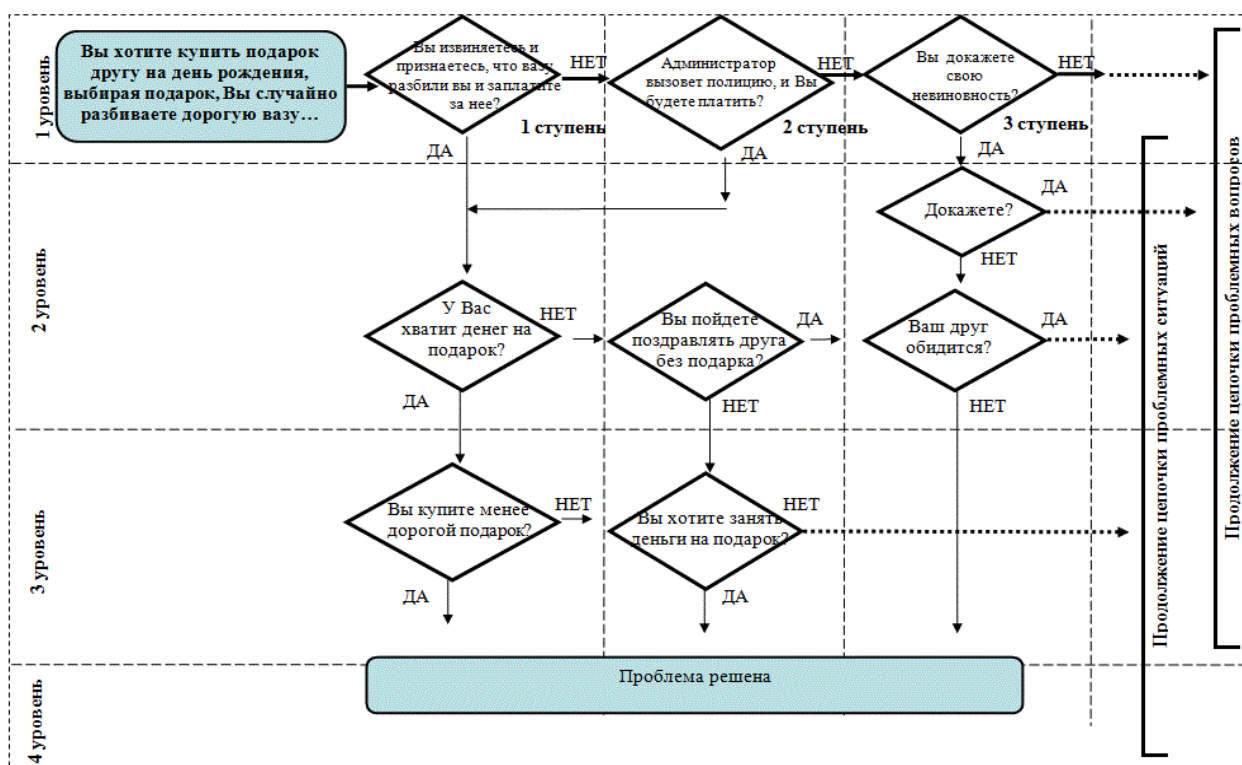 1 уровень
Вы хотите купить подарок
другу на день рождения,
выбирая подарок, Вы случайно
разбиваете дорогую вазу…
Вы извиняетесь и
признаетесь, что вазу
разбили вы и заплатите
за нее?
НЕТ
1 ступень
ДА
Администратор
вызовет полицию, и Вы
будете платить?
НЕТ
2 ступень
ДА
Вы докажете
свою
невиновность?
НЕТ
3 ступень
ДА
2 уровень
Докажете?
ДА
НЕТ
У Вас
хватит денег на
подарок?
НЕТ
ДА
Вы пойдете
поздравлять друга
без подарка?
ДА
НЕТ
Ваш друг
обидится?
ДА
НЕТ
3 уровень
Вы купите менее
дорогой подарок?
НЕТ
ДА
Вы хотите занять
деньги на подарок?
НЕТ
ДА
4 уровень
Проблема решена
Продолжение цепочки проблемных ситуаций
Продолжение цепочки проблемных вопросов